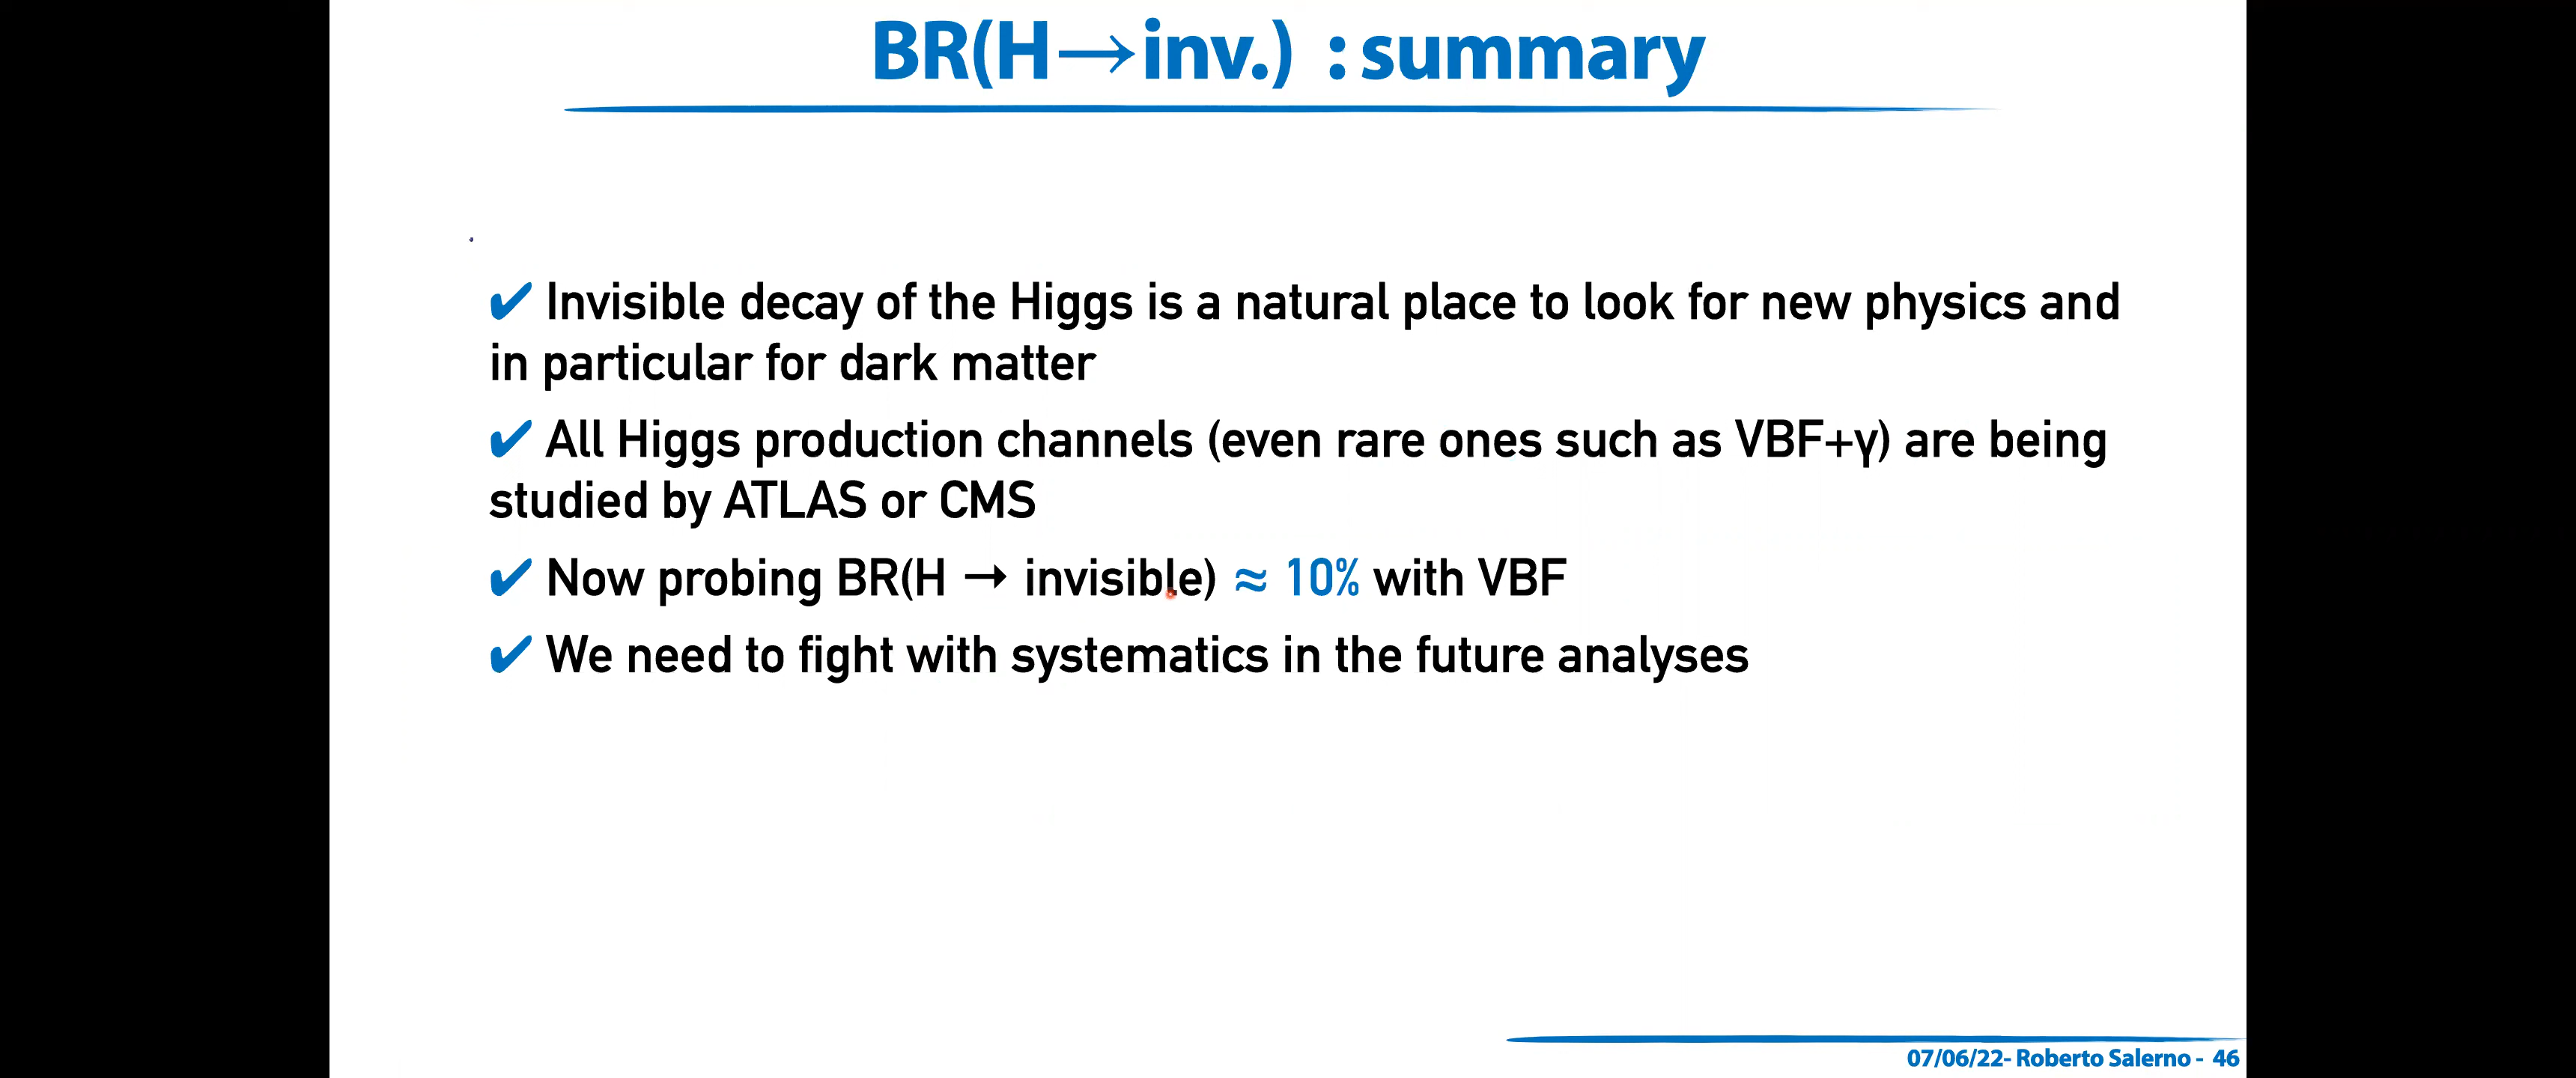 BR(H→inv.) : summary
✔ Invisible decay of the Higgs is a natural place to look for new physics and
in particular for dark matter
✔ All Higgs production channels (even rare ones such as VBF+γ) are being
studied by ATLAS or CMS
✔ Now probing BR(H → invisible) ≈ 10% with VBF
✔ We need to fight with systematics in the future analyses
07/06/22- Roberto Salerno - 46